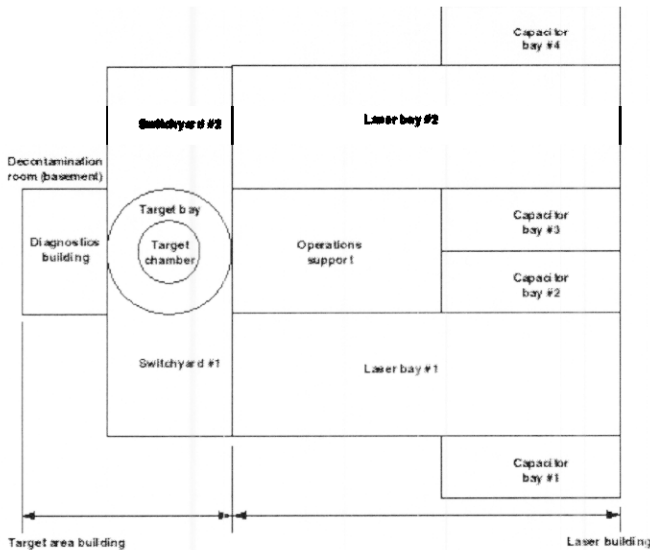 Capacitor
bay #4
Switchyard #2
Laser bay #2
Decontamination
room (basement)
Target bay
Capacitor
bay #3
Diagnostics
building
Target
chamber
Operations
support
Capacitor
bay #2
Switchyard #1
Laser bay #1
Capacitor
bay #1
Target area building
Laser building